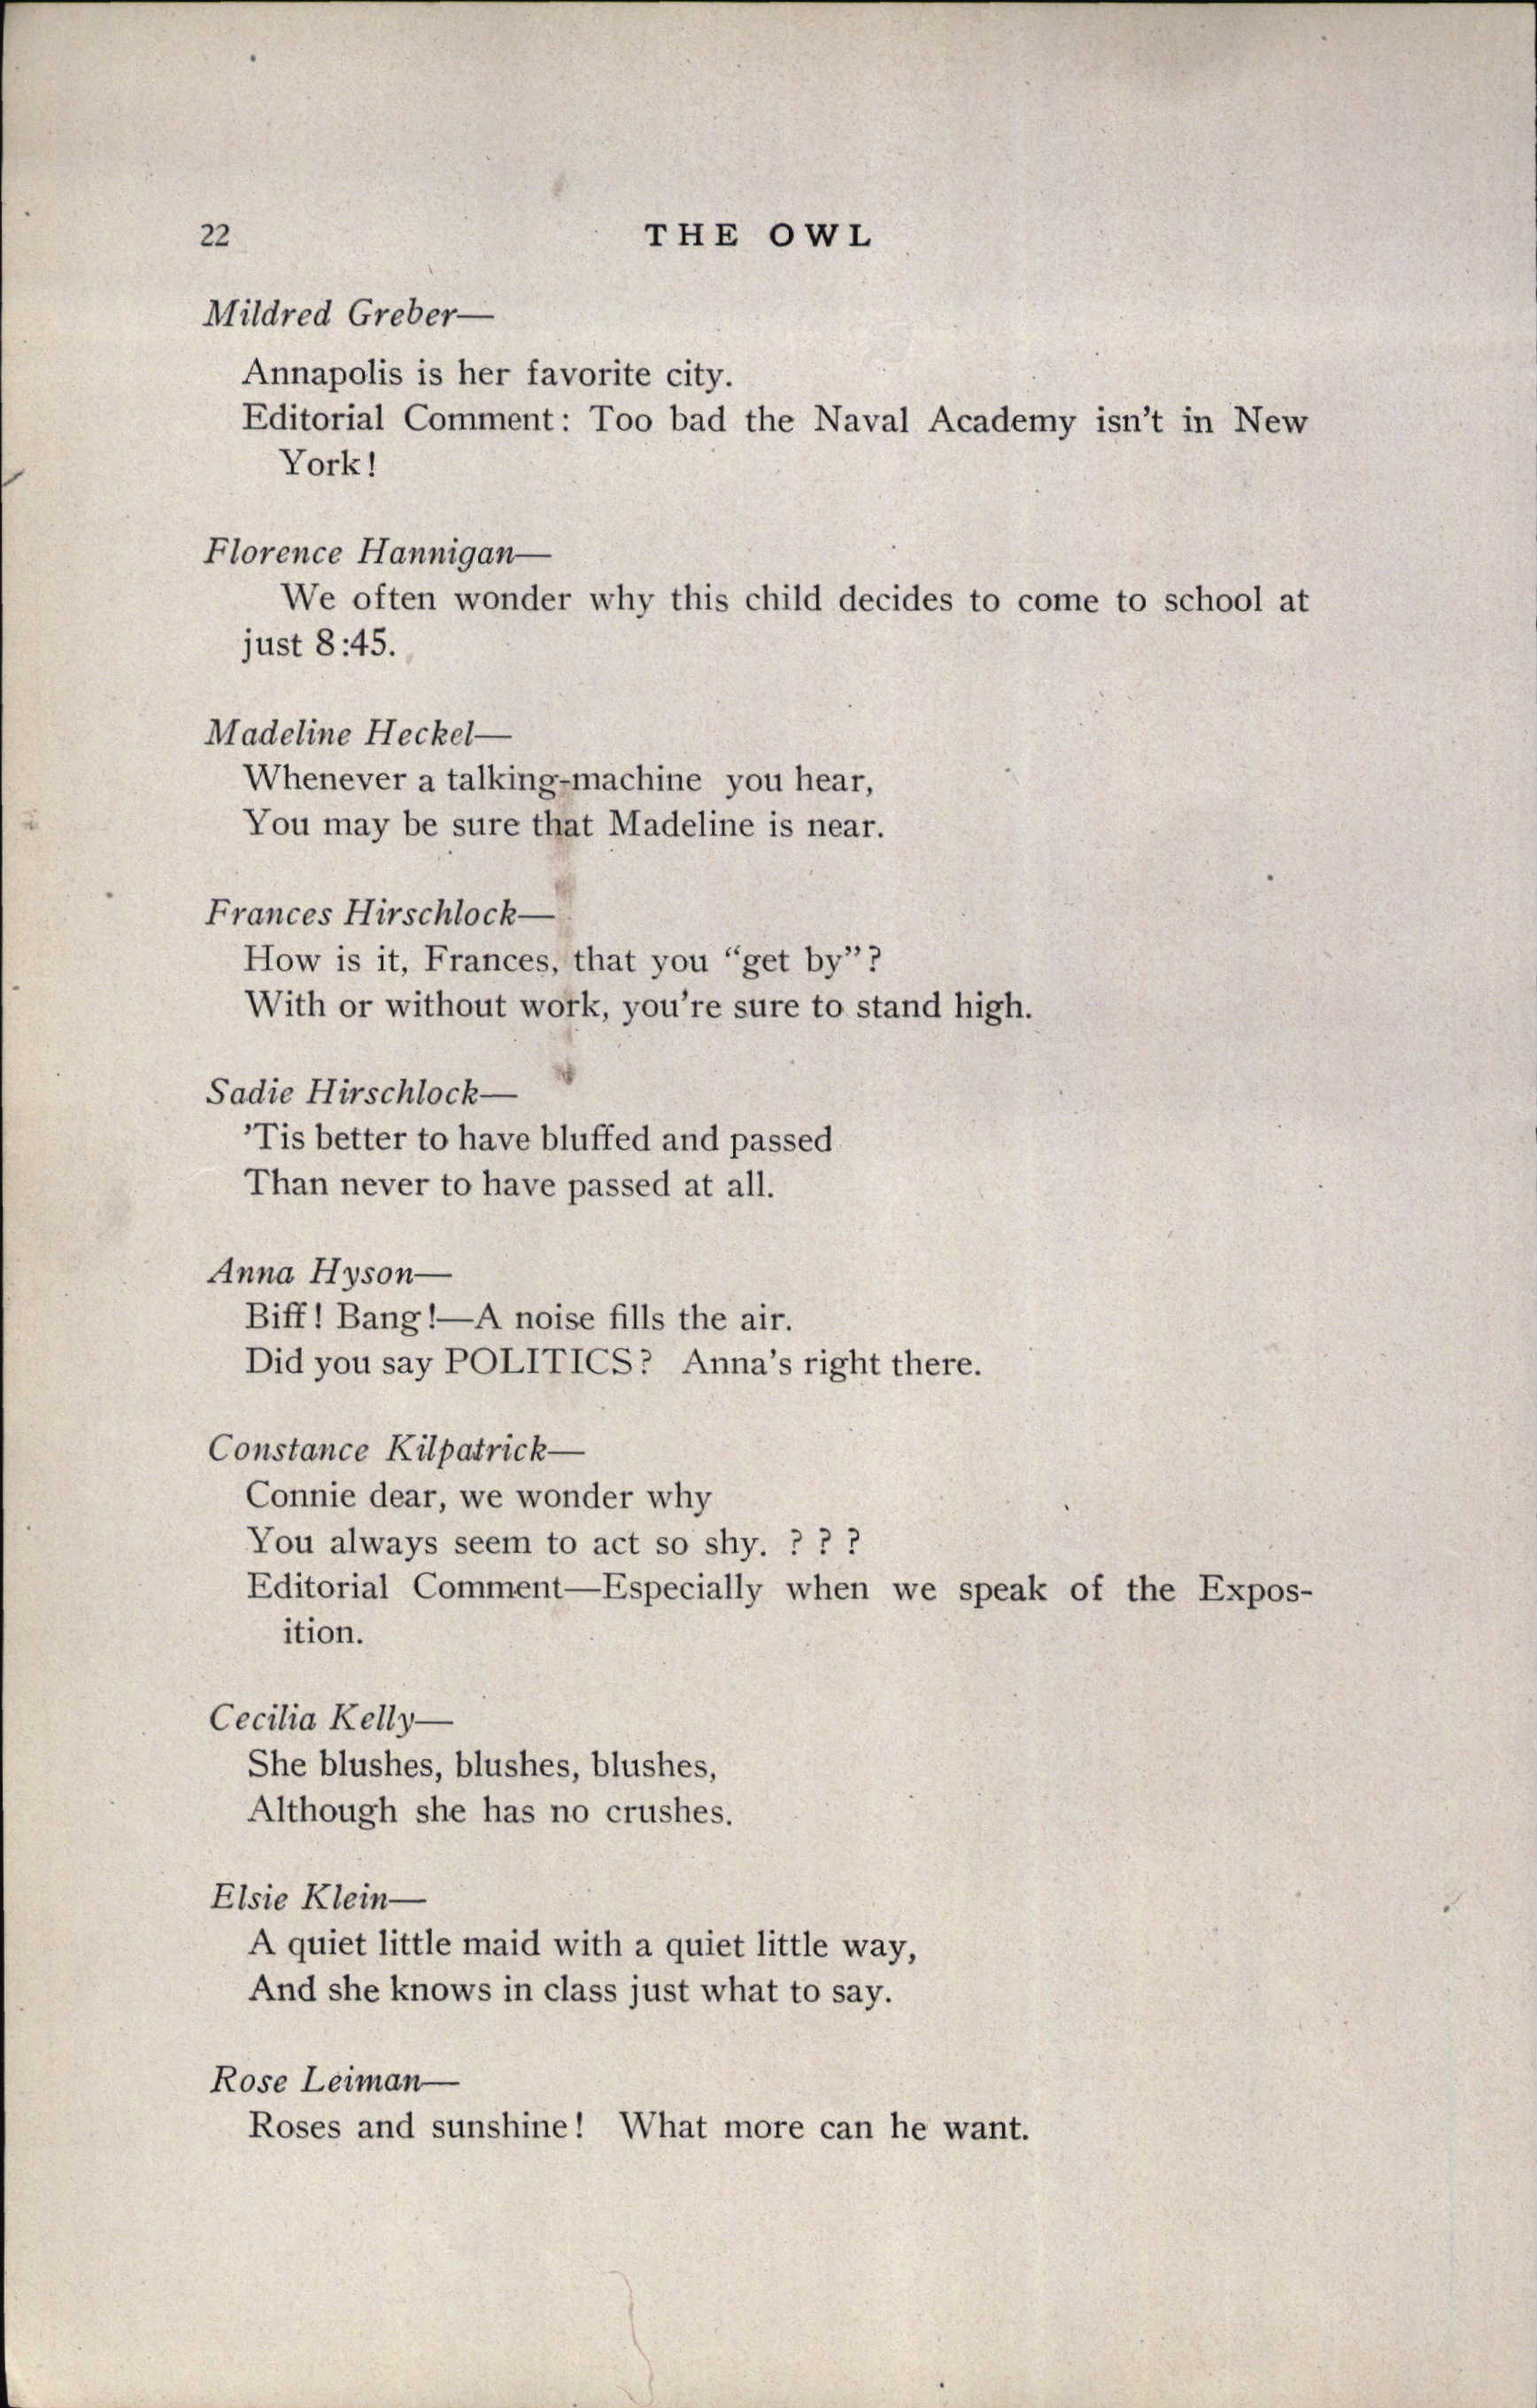 22 THE OWL
Mildred Greber—
Annapolis is her favorite city.
Editorial Comment: Too bad the Naval Academy isn't in New
York!
Florence Hannigan—
We often wonder why this child decides to come to school at
just 8:45.
Madeline Heckel—
Whenever a talking-machine you hear,
You may be sure that Madeline is near.
Frances Hirschlock—
How is it, Frances, that you “get by”?
With or without work, you're sure to stand high.
Sadie Hirschlock—
’Tis better to have bluffed and passed
Than never to have passed at all.
Anna Hyson—
Biff! Bang!—A noise fills the air.
Did you say POLITICS? Anna's right there.
Constance Kilpatrick—
Connie dear, we wonder why
You always seem to act so shy. ? ? ?
Editorial Comment—Especially when we speak of the Expos-
ition.
Cecilia Kelly—
She blushes, blushes, blushes,
Although she has no crushes.
Elsie Klein—
A quiet little maid with a quiet little way,
And she knows in class just what to say.
Rose Leiman—
Roses and sunshine! What more can he want.